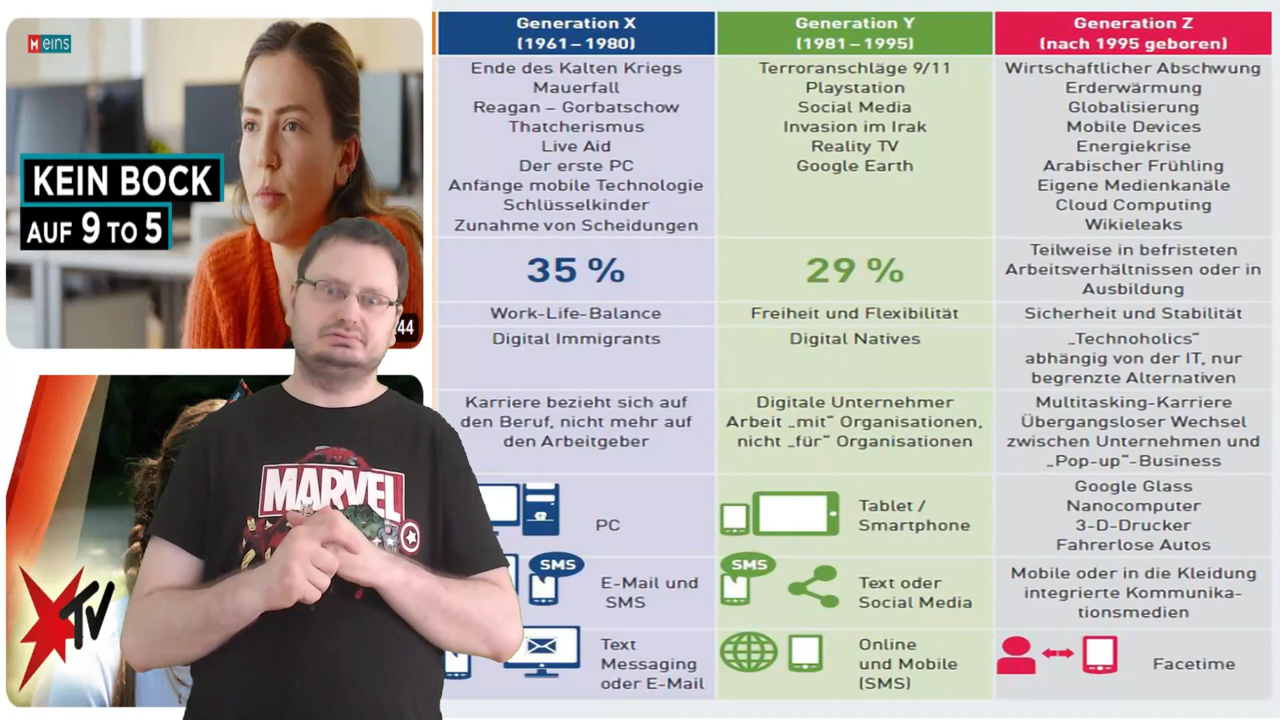 M eins
KEIN BOCK
AUF 9 TO 5
:44
MARVEL
TV
Generation X
(1961–1980)
Ende des Kalten Kriegs
Mauerfall
Reagan – Gorbatschow
Thatcherismus
Live Aid
Der erste PC
Anfänge mobile Technologie
Schlüsselkinder
Zunahme von Scheidungen
35 %
Work-Life-Balance
Digital Immigrants
Karriere bezieht sich auf
den Beruf, nicht mehr auf
den Arbeitgeber
PC
SMS
E-Mail und
SMS
Text
Messaging
oder E-Mail
Generation Y
(1981–1995)
Terroranschläge 9/11
Playstation
Social Media
Invasion im Irak
Reality TV
Google Earth
29 %
Freiheit und Flexibilität
Digital Natives
Digitale Unternehmer
Arbeit „mit“ Organisationen,
nicht „für“ Organisationen
Tablet /
Smartphone
SMS
Text oder
Social Media
Online
und Mobile
(SMS)
Generation Z
(nach 1995 geboren)
Wirtschaftlicher Abschwung
Erderwärmung
Globalisierung
Mobile Devices
Energiekrise
Arabischer Frühling
Eigene Medienkanäle
Cloud Computing
Wikileaks
Teilweise in befristeten
Arbeitsverhältnissen oder in
Ausbildung
Sicherheit und Stabilität
„Technoholics“
abhängig von der IT, nur
begrenzte Alternativen
Multitasking-Karriere
Übergangsloser Wechsel
zwischen Unternehmen und
„Pop-up“-Business
Google Glass
Nanocomputer
3-D-Drucker
Fahrerlose Autos
Mobile oder in die Kleidung
integrierte Kommunika-
tionsmedien
Facetime